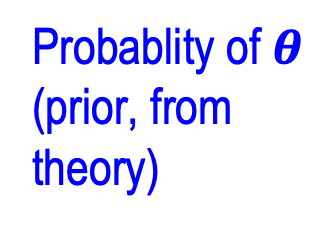 Probablity of θ
(prior, from
theory)